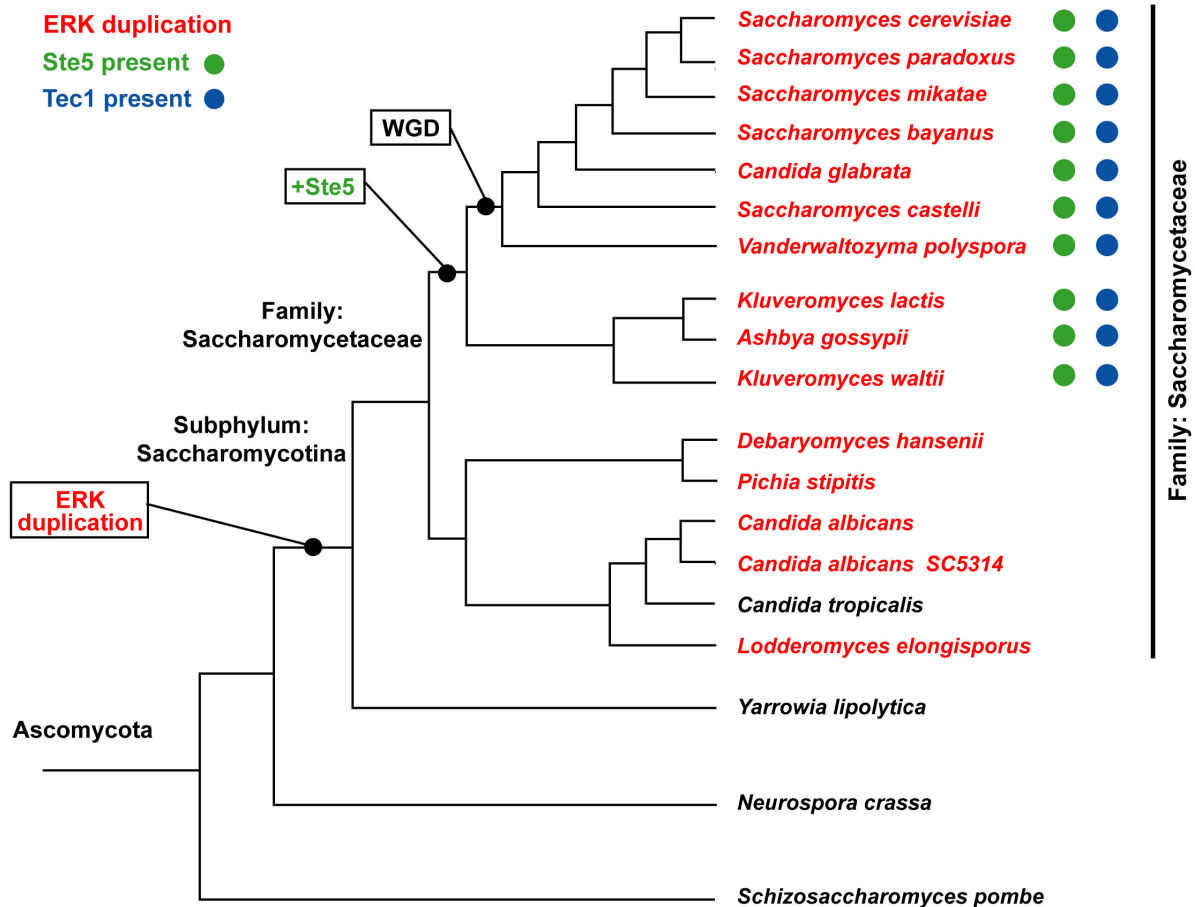 ERK duplication
Ste5 present
Tec1 present
WGD
+Ste5
Family:
Saccharomycetaceae
Subphylum:
Saccharomycotina
ERK
duplication
Ascomycota
Saccharomyces cerevisiae
Saccharomyces paradoxus
Saccharomyces mikatae
Saccharomyces bayanus
Candida glabrata
Saccharomyces castelli
Vanderwaltozyma polyspora
Kluveromyces lactis
Ashbya gossypii
Kluveromyces waltii
Debaryomyces hansenii
Pichia stipitis
Candida albicans
Candida albicans SC5314
Candida tropicalis
Lodderomyces elongisporus
Yarrowia lipolytica
Neurospora crassa
Schizosaccharomyces pombe
Family: Saccharomycetaceae